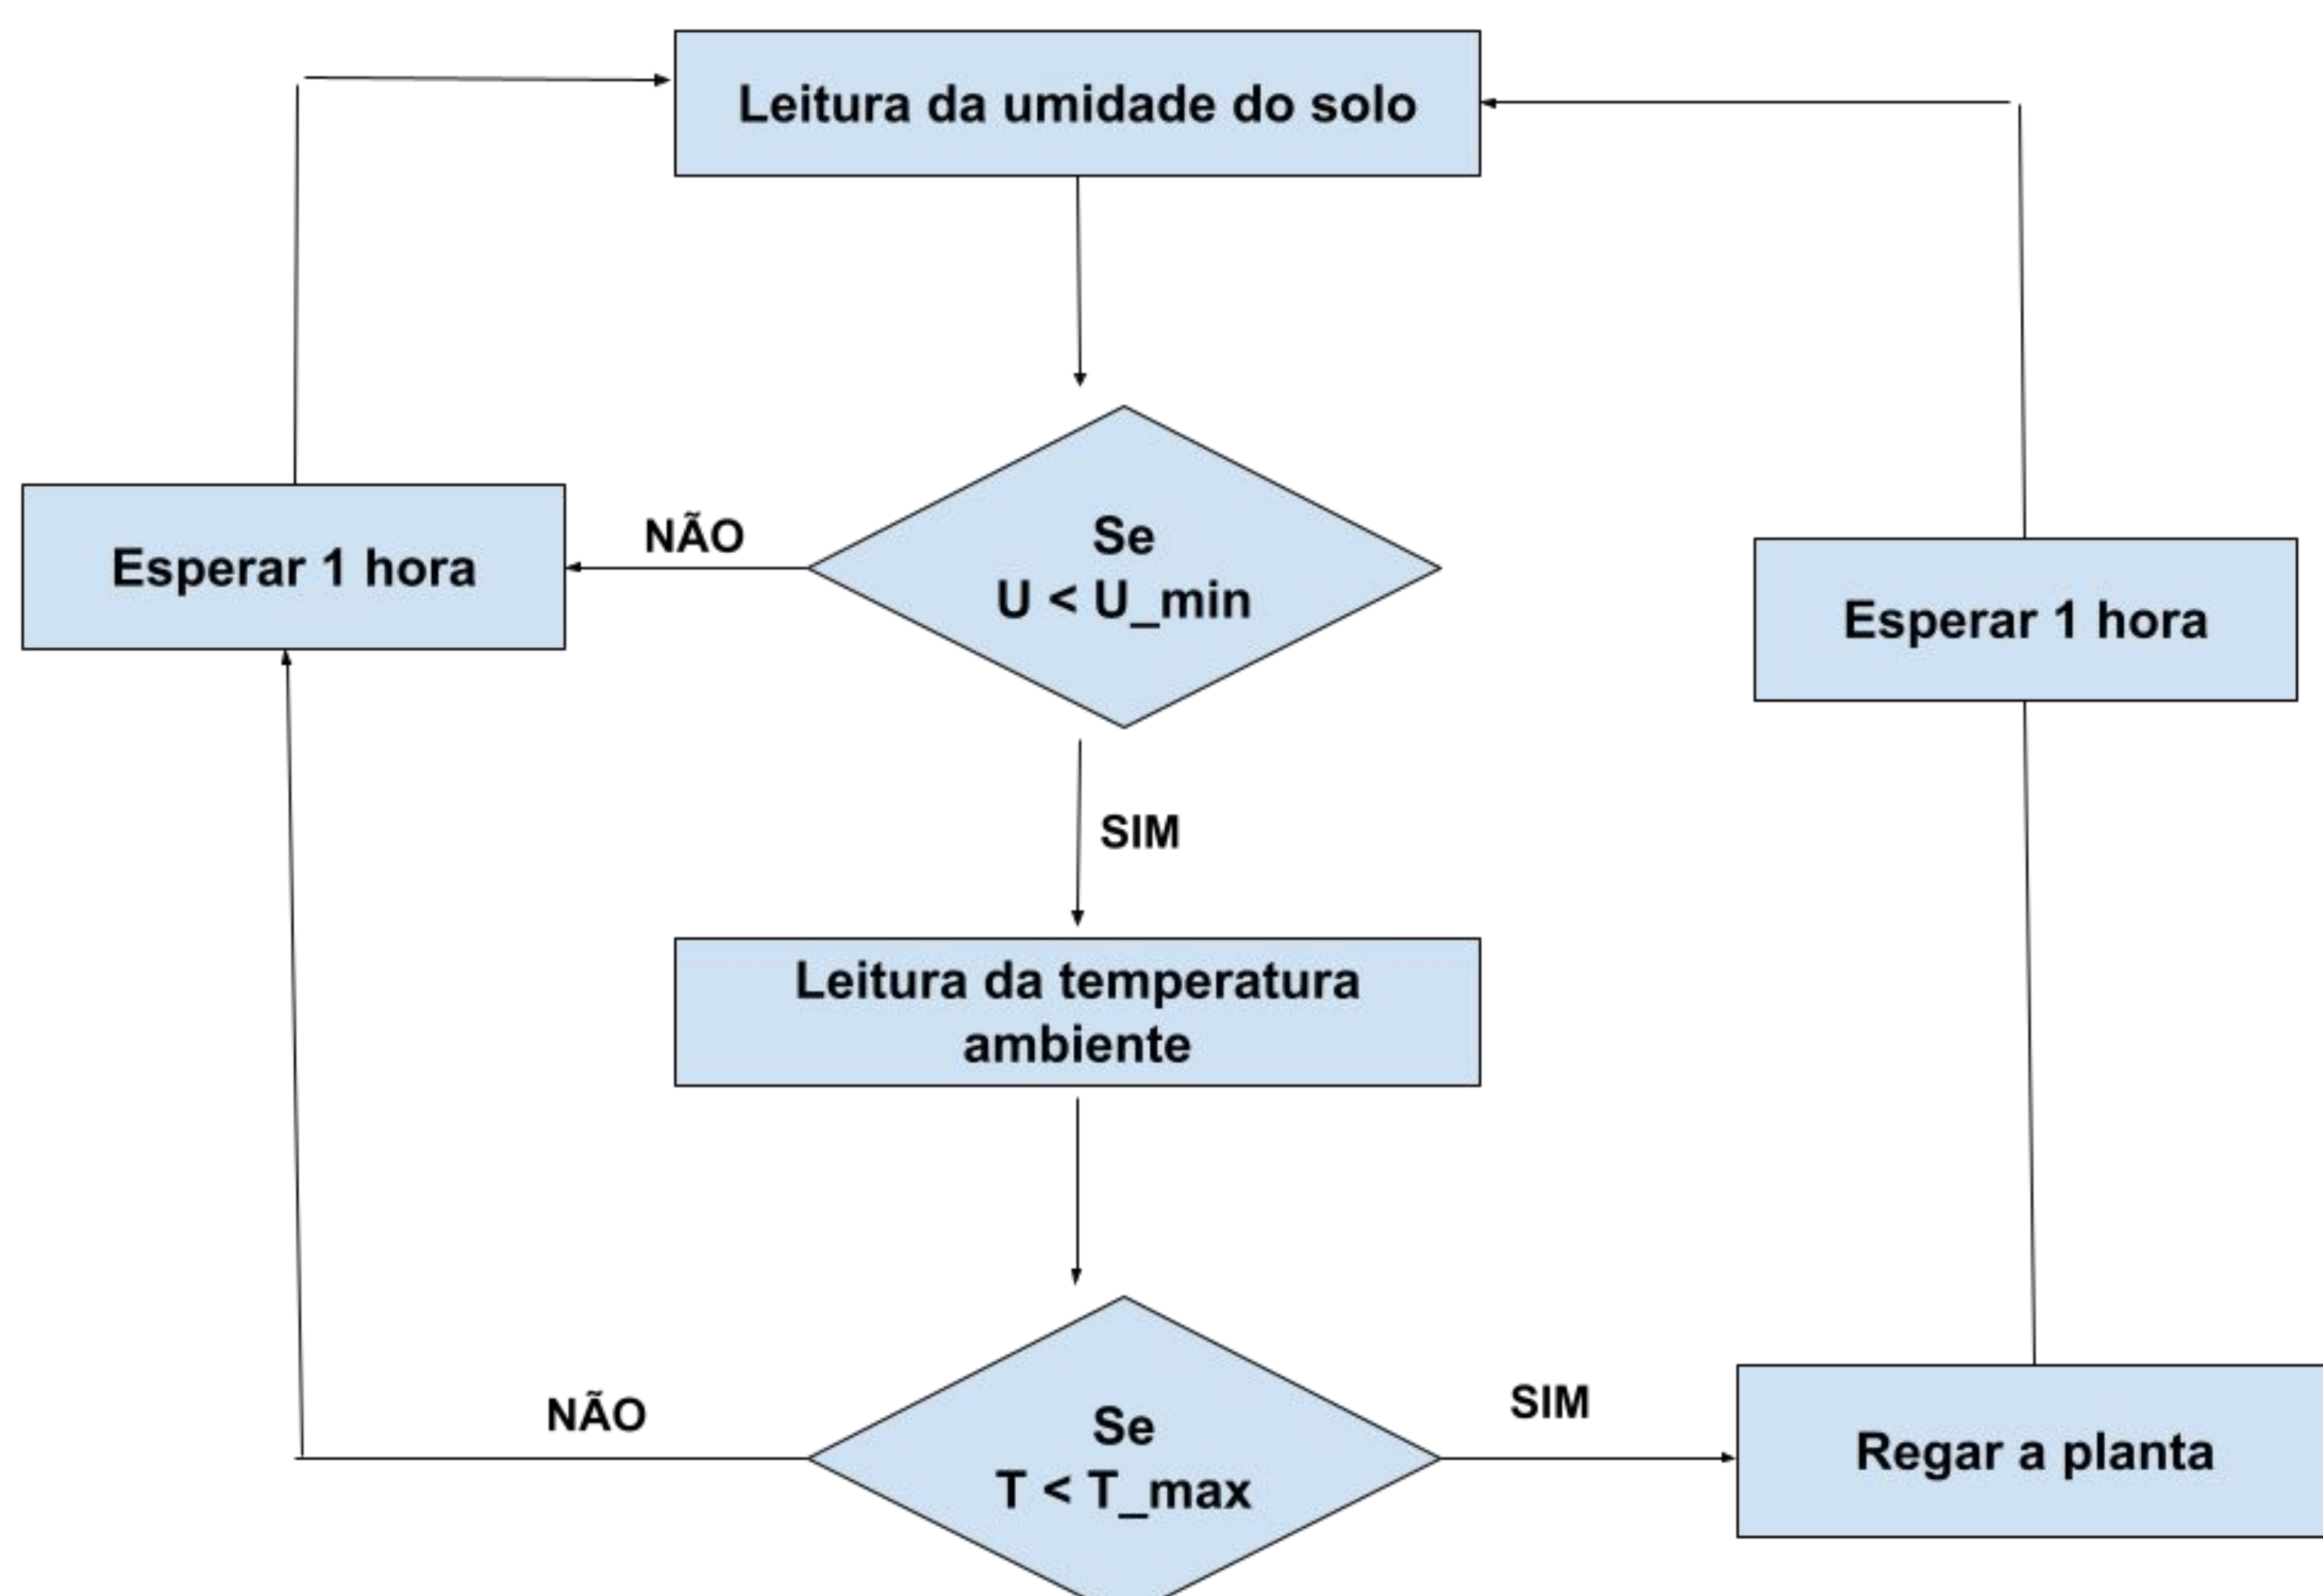 Leitura da umidade do solo
NÃO
Se
U < U_min
Esperar 1 hora
Esperar 1 hora
SIM
Leitura da temperatura
ambiente
NÃO
Se
T < T_max
SIM
Regar a planta